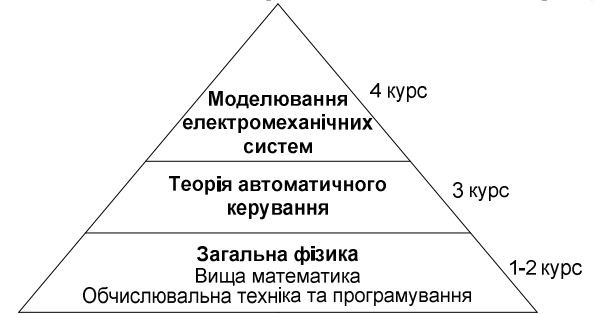 4 курс
Моделювання
електромеханічних
систем
Теорія автоматичного
керування
3 курс
Загальна фізика
Вища математика
Обчислювальна техніка та програмування
1-2 курс